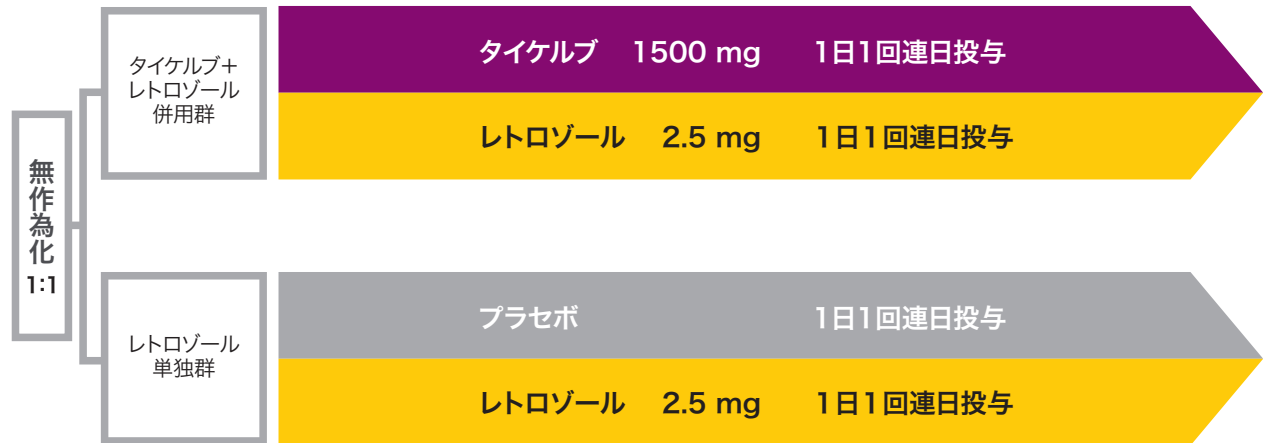 無作為化
1:1
タイケルブ+
レトロゾール
併用群
タイケルブ 1500 mg 1日1回連日投与
レトロゾール 2.5 mg 1日1回連日投与
レトロゾール
単独群
プラセボ 1日1回連日投与
レトロゾール 2.5 mg 1日1回連日投与